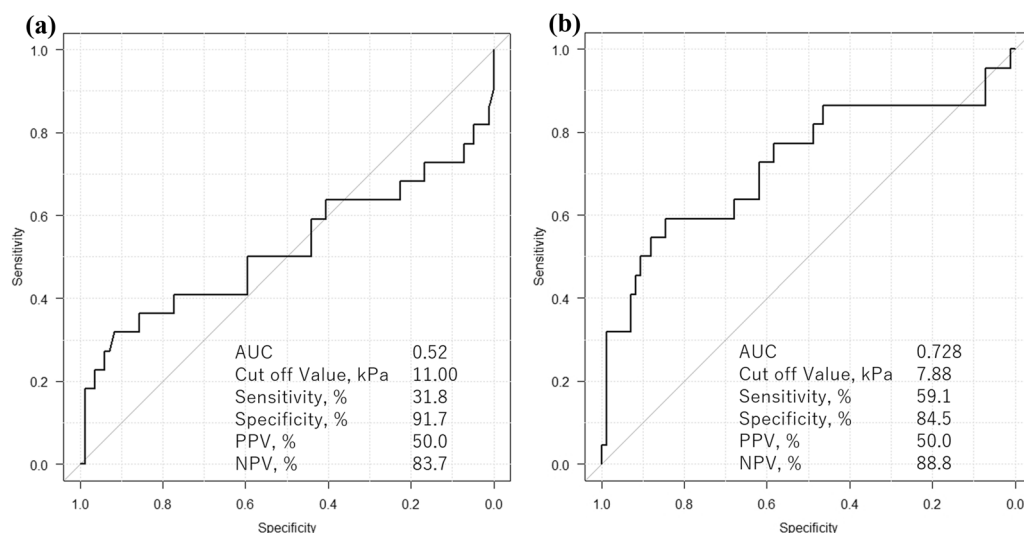 (a)
1.0
0.8
0.6
0.4
0.2
0.0
Sensitivity
AUC 0.52
Cut off Value, kPa 11.00
Sensitivity, % 31.8
Specificity, % 91.7
PPV, % 50.0
NPV, % 83.7
1.0 0.8 0.6 0.4 0.2 0.0
Specificity
(b)
1.0
0.8
0.6
0.4
0.2
0.0
Sensitivity
AUC 0.728
Cut off Value, kPa 7.88
Sensitivity, % 59.1
Specificity, % 84.5
PPV, % 50.0
NPV, % 88.8
1.0 0.8 0.6 0.4 0.2 0.0
Specificity